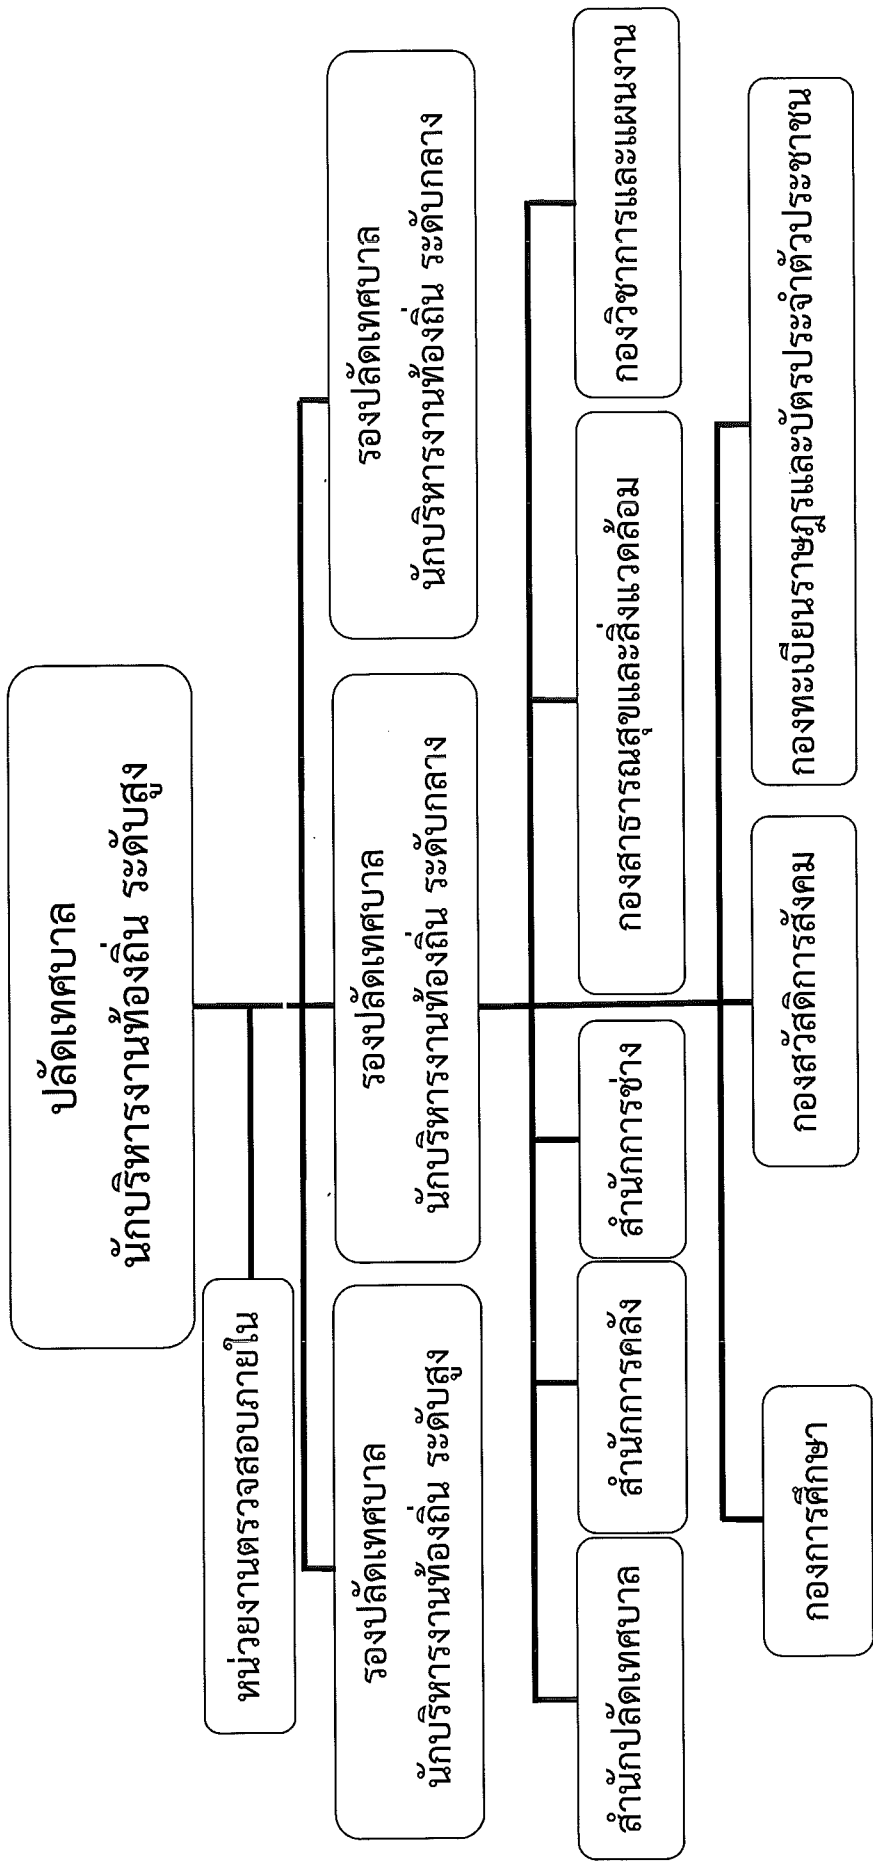 ปลัดเทศบาล
นักบริหารงานท้องถิ่น ระดับสูง
หน่วยงานตรวจสอบภายใน
รองปลัดเทศบาล
นักบริหารงานท้องถิ่น ระดับสูง
รองปลัดเทศบาล
นักบริหารงานท้องถิ่น ระดับกลาง
รองปลัดเทศบาล
นักบริหารงานท้องถิ่น ระดับกลาง
สำนักปลัดเทศบาล
สำนักการคลัง
สำนักการช่าง
กองสาธารณสุขและสิ่งแวดล้อม
กองวิชาการและแผนงาน
กองการศึกษา
กองสวัสดิการสังคม
กองทะเบียนราษฎรและบัตรประจำตัวประชาชน